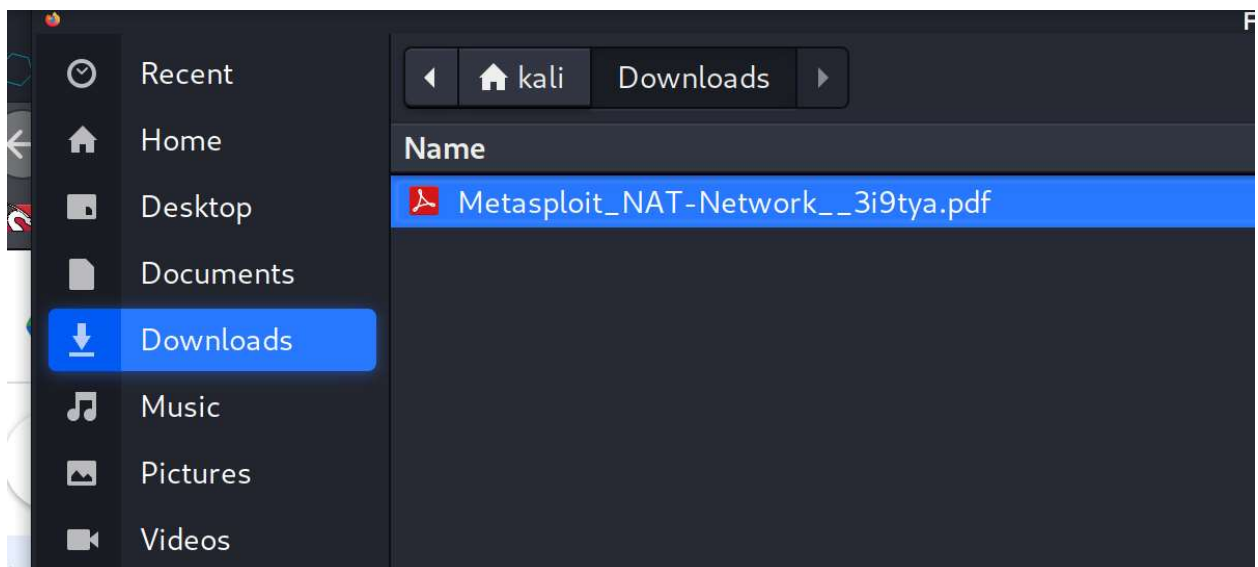 F
Recent
kali Downloads
Home
Name
Desktop
Metasploit_NAT-Network__3i9tya.pdf
Documents
Downloads
Music
Pictures
Videos